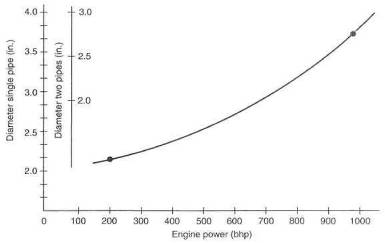 Diameter single pipe (in.)
4.0
3.5
3.0
2.5
2.0
Diameter two pipes (in.)
3.0
2.5
2.0
0 100 200 300 400 500 600 700 800 900 1000
Engine power (bhp)